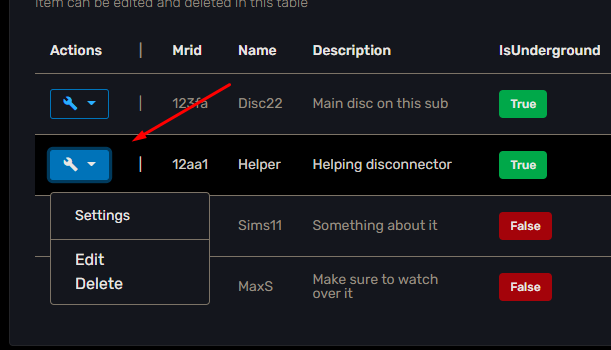 item can be edited and deleted in this table
Actions | Mrid Name Description IsUnderground
| 123fa Disc22 Main disc on this sub True
| 12aa1 Helper Helping disconnector True
Settings
Sims11 Something about it False
Edit
Delete
MaxS Make sure to watch
over it False